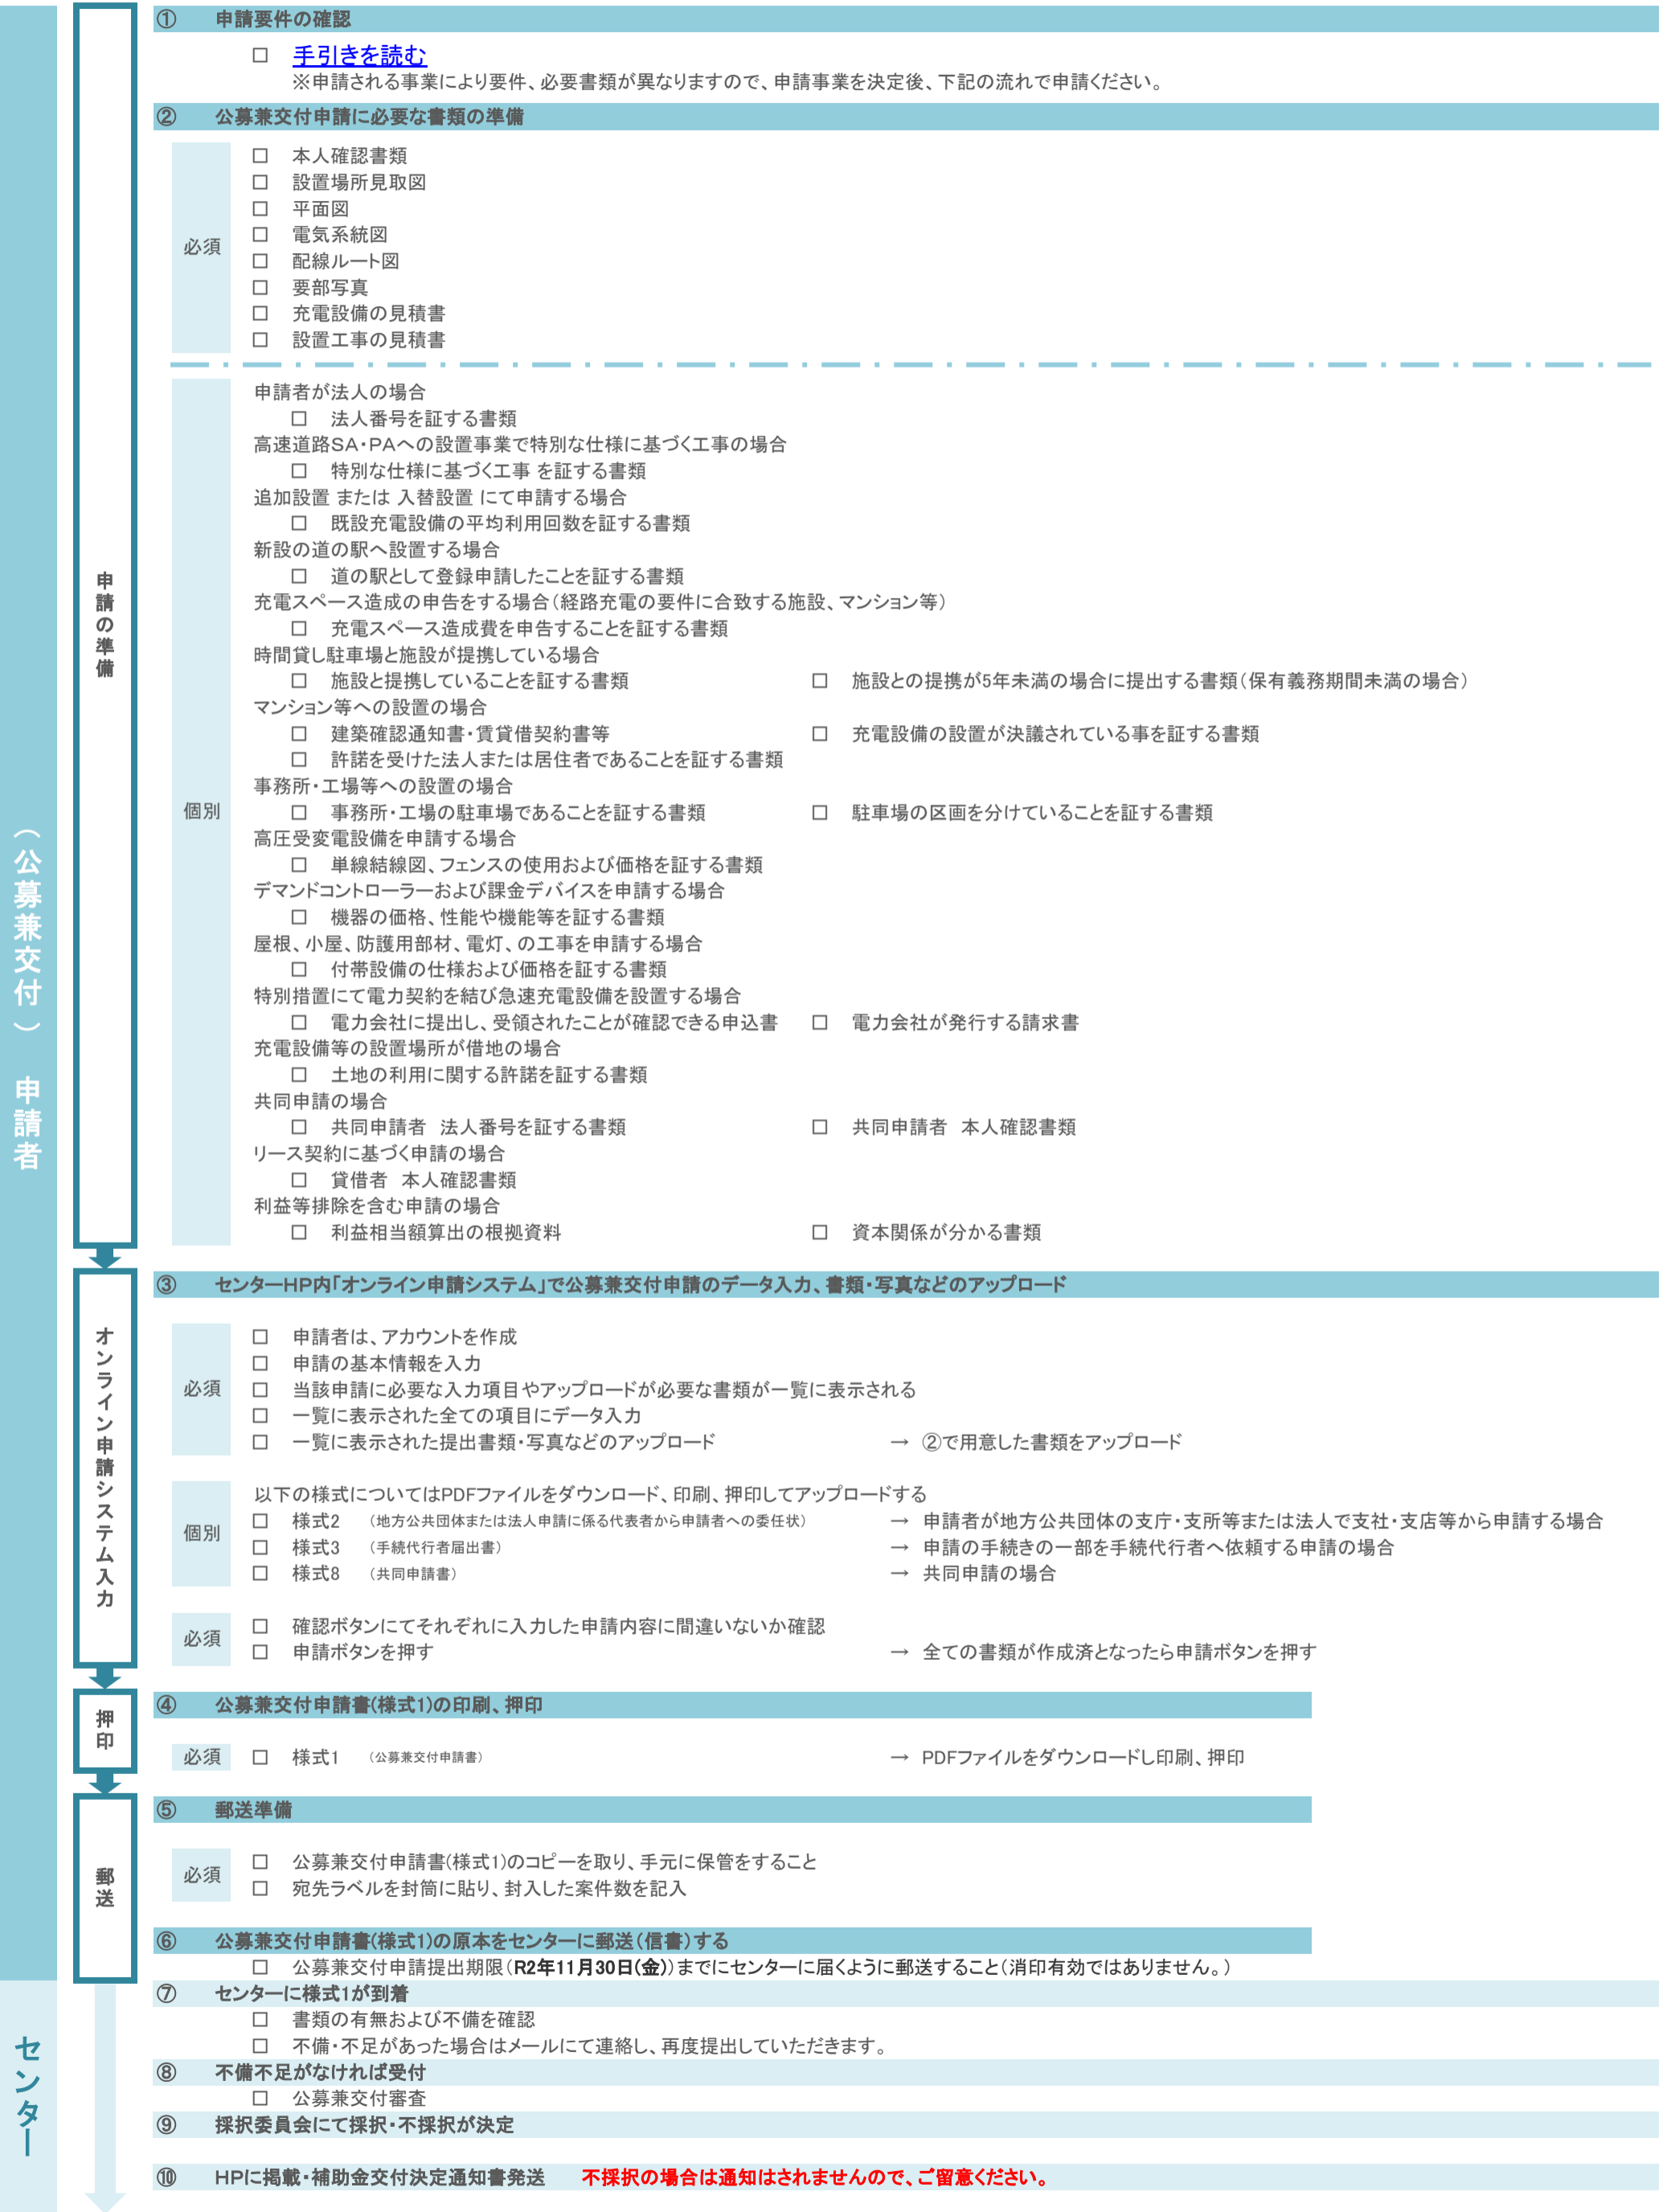 （公募兼交付）　申請者
センター
申請の準備
オンライン申請システム入力
押印
郵送
①　申請要件の確認
□　手引きを読む
※申請される事業により要件、必要書類が異なりますので、申請事業を決定後、下記の流れで申請ください。
②　公募兼交付申請に必要な書類の準備
必須
□　本人確認書類
□　設置場所見取図
□　平面図
□　電気系統図
□　配線ルート図
□　要部写真
□　充電設備の見積書
□　設置工事の見積書
個別
申請者が法人の場合
□　法人番号を証する書類
高速道路SA・PAへの設置事業で特別な仕様に基づく工事の場合
□　特別な仕様に基づく工事 を証する書類
追加設置 または 入替設置 にて申請する場合
□　既設充電設備の平均利用回数を証する書類
新設の道の駅へ設置する場合
□　道の駅として登録申請したことを証する書類
充電スペース造成の申告をする場合（経路充電の要件に合致する施設、マンション等）
□　充電スペース造成費を申告することを証する書類
時間貸し駐車場と施設が提携している場合
□　施設と提携していることを証する書類　□　施設との提携が5年未満の場合に提出する書類（保有義務期間未満の場合）
マンション等への設置の場合
□　建築確認通知書・賃貸借契約書等　□　充電設備の設置が決議されている事を証する書類
□　許諾を受けた法人または居住者であることを証する書類
事務所・工場等への設置の場合
□　事務所・工場の駐車場であることを証する書類　□　駐車場の区画を分けていることを証する書類
高圧受変電設備を申請する場合
□　単線結線図、フェンスの使用および価格を証する書類
デマンドコントローラーおよび課金デバイスを申請する場合
□　機器の価格、性能や機能等を証する書類
屋根、小屋、防護用部材、電灯、の工事を申請する場合
□　付帯設備の仕様および価格を証する書類
特別措置にて電力契約を結び急速充電設備を設置する場合
□　電力会社に提出し、受領されたことが確認できる申込書　□　電力会社が発行する請求書
充電設備等の設置場所が借地の場合
□　土地の利用に関する許諾を証する書類
共同申請の場合
□　共同申請者 法人番号を証する書類　□　共同申請者 本人確認書類
リース契約に基づく申請の場合
□　貸借者 本人確認書類
利益等排除を含む申請の場合
□　利益相当額算出の根拠資料　□　資本関係が分かる書類
③　センターHP内「オンライン申請システム」で公募兼交付申請のデータ入力、書類・写真などのアップロード
必須
□　申請者は、アカウントを作成
□　申請の基本情報を入力
□　当該申請に必要な入力項目やアップロードが必要な書類が一覧に表示される
□　一覧に表示された全ての項目にデータ入力
□　一覧に表示された提出書類・写真などのアップロード　→ ②で用意した書類をアップロード
個別
以下の様式についてはPDFファイルをダウンロード、印刷、押印してアップロードする
□　様式2　（地方公共団体または法人申請に係る代表者から申請者への委任状）　→ 申請者が地方公共団体の支庁・支所等または法人で支社・支店等から申請する場合
□　様式3　（手続代行者届出書）　→ 申請の手続きの一部を手続代行者へ依頼する申請の場合
□　様式8　（共同申請書）　→ 共同申請の場合
必須
□　確認ボタンにてそれぞれに入力した申請内容に間違いないか確認
□　申請ボタンを押す　→ 全ての書類が作成済となったら申請ボタンを押す
④　公募兼交付申請書(様式1)の印刷、押印
必須　□　様式1　（公募兼交付申請書）　→ PDFファイルをダウンロードし印刷、押印
⑤　郵送準備
必須
□　公募兼交付申請書(様式1)のコピーを取り、手元に保管をすること
□　宛先ラベルを封筒に貼り、封入した案件数を記入
⑥　公募兼交付申請書(様式1)の原本をセンターに郵送（信書）する
□　公募兼交付申請提出期限（R2年11月30日(金)）までにセンターに届くように郵送すること（消印有効ではありません。）
⑦　センターに様式1が到着
□　書類の有無および不備を確認
□　不備・不足があった場合はメールにて連絡し、再度提出していただきます。
⑧　不備不足がなければ受付
□　公募兼交付審査
⑨　採択委員会にて採択・不採択が決定
⑩　HPに掲載・補助金交付決定通知書発送　不採択の場合は通知はされませんので、ご留意ください。